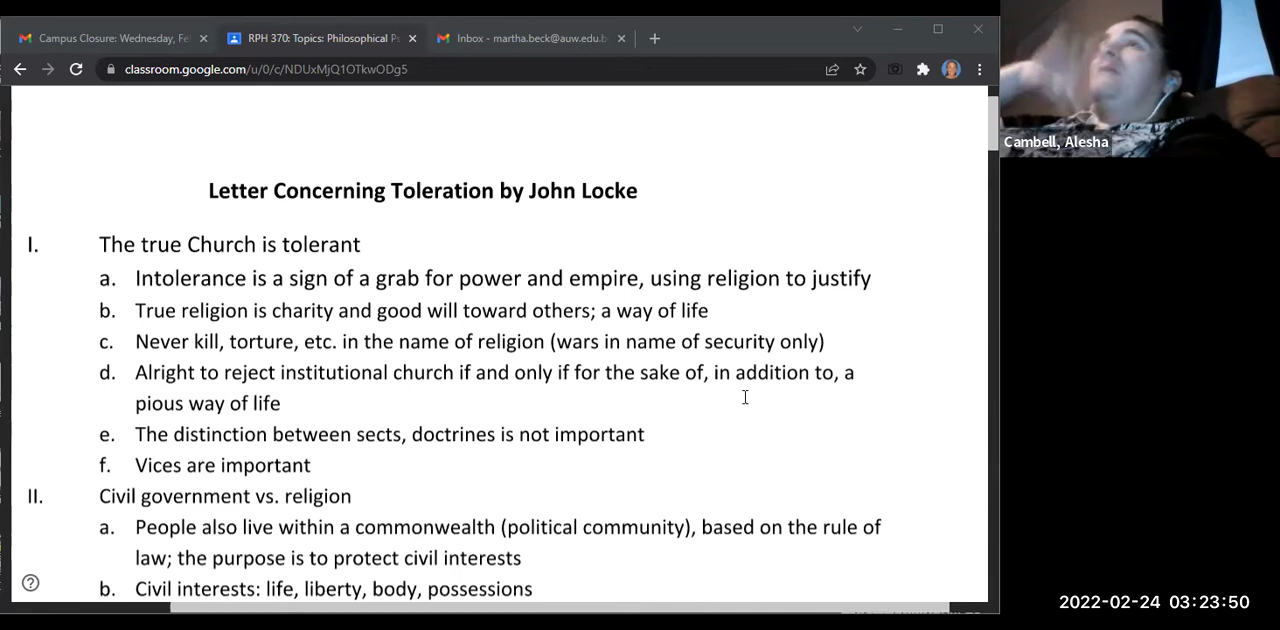 Campus Closure: Wednesday, Fe
RPH 370: Topics: Philosophical Ps
Inbox - martha.beck@auw.edu.b
classroom.google.com/u/0/c/NDUxMjQ1OTkwODg5
Cambell, Alesha
Letter Concerning Toleration by John Locke
I. The true Church is tolerant
a. Intolerance is a sign of a grab for power and empire, using religion to justify
b. True religion is charity and good will toward others; a way of life
c. Never kill, torture, etc. in the name of religion (wars in name of security only)
d. Alright to reject institutional church if and only if for the sake of, in addition to, a
pious way of life
e. The distinction between sects, doctrines is not important
f. Vices are important
II. Civil government vs. religion
a. People also live within a commonwealth (political community), based on the rule of
law; the purpose is to protect civil interests
b. Civil interests: life, liberty, body, possessions
2022-02-24 03:23:50